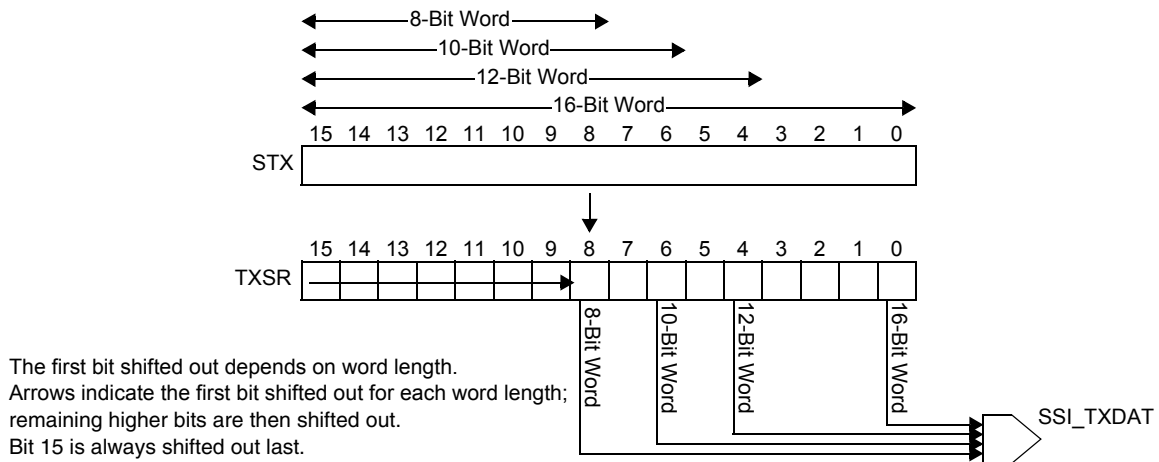 8-Bit Word
10-Bit Word
12-Bit Word
16-Bit Word
15 14 13 12 11 10 9 8 7 6 5 4 3 2 1 0
STX
15 14 13 12 11 10 9 8 7 6 5 4 3 2 1 0
TXSR
8-Bit Word
10-Bit Word
12-Bit Word
16-Bit Word
The first bit shifted out depends on word length.
Arrows indicate the first bit shifted out for each word length;
remaining higher bits are then shifted out.
Bit 15 is always shifted out last.
SSI_TXDAT